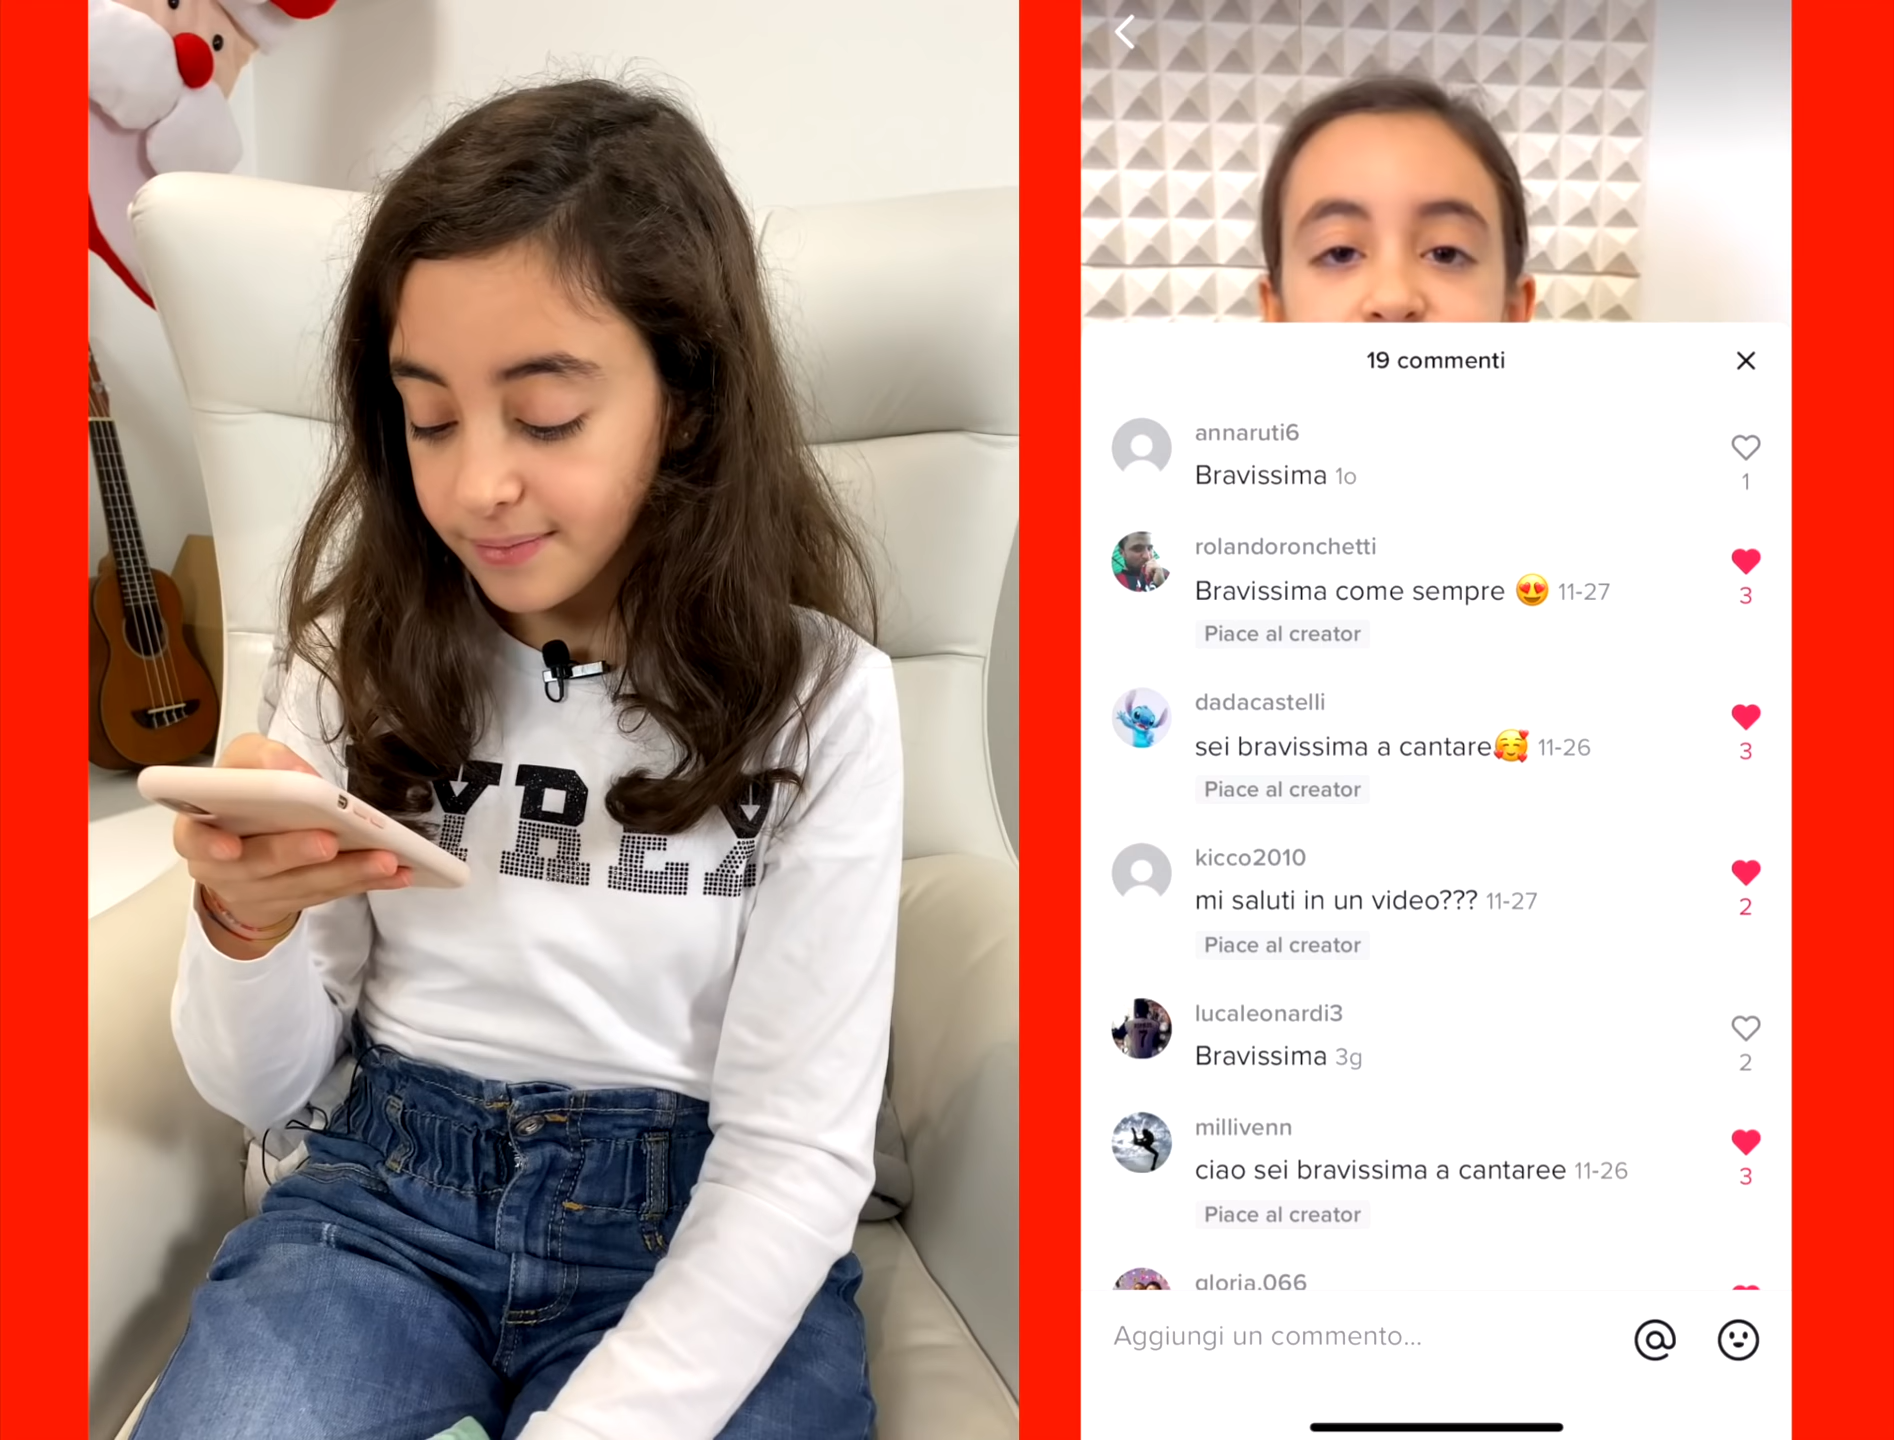 19 commenti
annaruti6
Bravissima 1o
1
rolandoronchetti
Bravissima come sempre 😍 11-27
3
Piace al creator
dadacastelli
sei bravissima a cantare🥰 11-26
3
Piace al creator
kicco2010
mi saluti in un video??? 11-27
2
Piace al creator
lucaleonardi3
Bravissima 3g
2
millivenn
ciao sei bravissima a cantaree 11-26
3
Piace al creator
gloria.066
Aggiungi un commento...